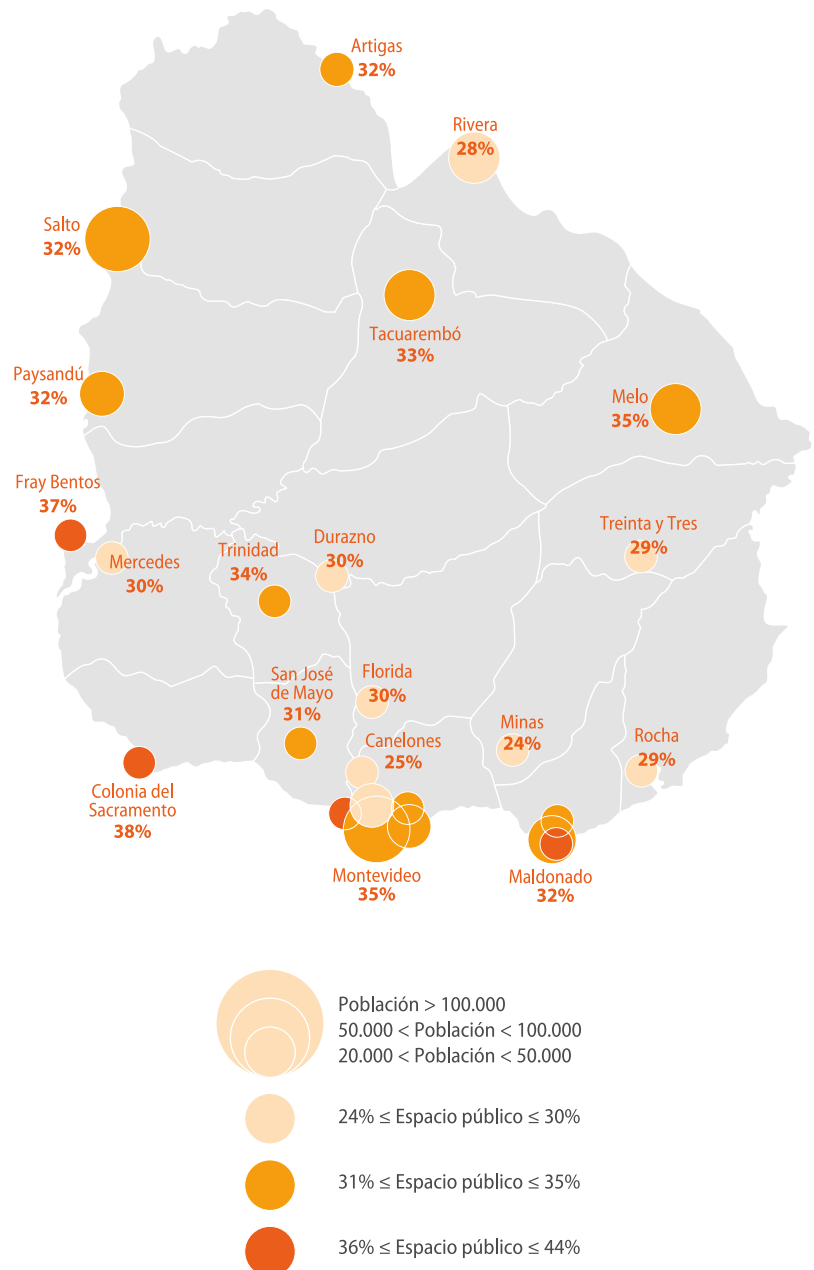 Artigas
32%
Rivera
28%
Salto
32%
Tacuarembó
33%
Paysandú
32%
Melo
35%
Fray Bentos
37%
Mercedes
30%
Trinidad
34%
Durazno
30%
Treinta y Tres
29%
San José
de Mayo
31%
Florida
30%
Canelones
25%
Minas
24%
Rocha
29%
Colonia del
Sacramento
38%
Montevideo
35%
Maldonado
32%
Población > 100.000
50.000 < Población < 100.000
20.000 < Población < 50.000
24% ≤ Espacio público ≤ 30%
31% ≤ Espacio público ≤ 35%
36% ≤ Espacio público ≤ 44%